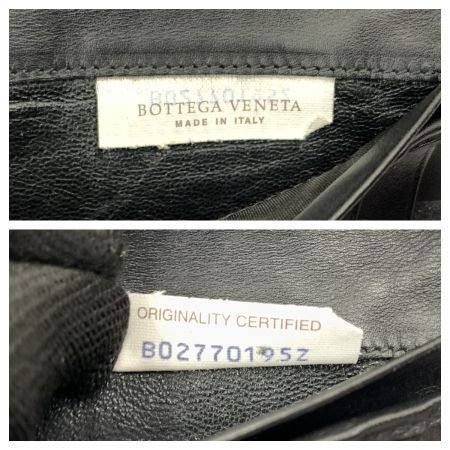 BOTTEGA VENETA
MADE IN ITALY
ORIGINALITY CERTIFIED
B02770195Z